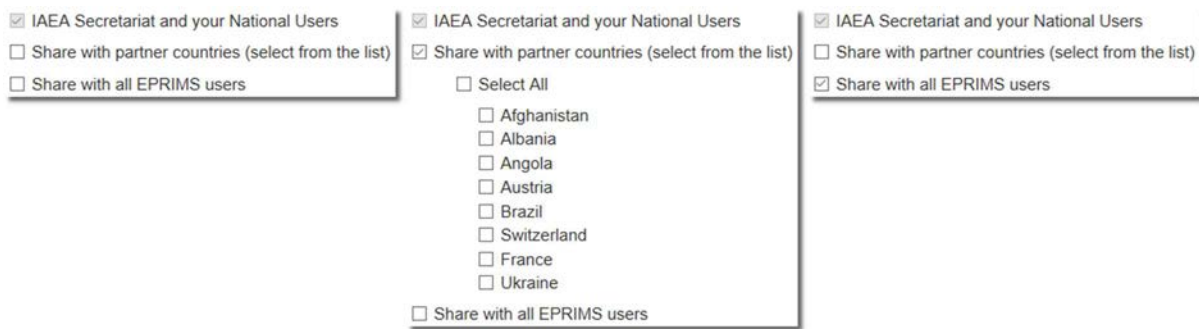 IAEA Secretariat and your National Users
Share with partner countries (select from the list)
Share with all EPRIMS users
IAEA Secretariat and your National Users
Share with partner countries (select from the list)
Select All
Afghanistan
Albania
Angola
Austria
Brazil
Switzerland
France
Ukraine
Share with all EPRIMS users
IAEA Secretariat and your National Users
Share with partner countries (select from the list)
Share with all EPRIMS users